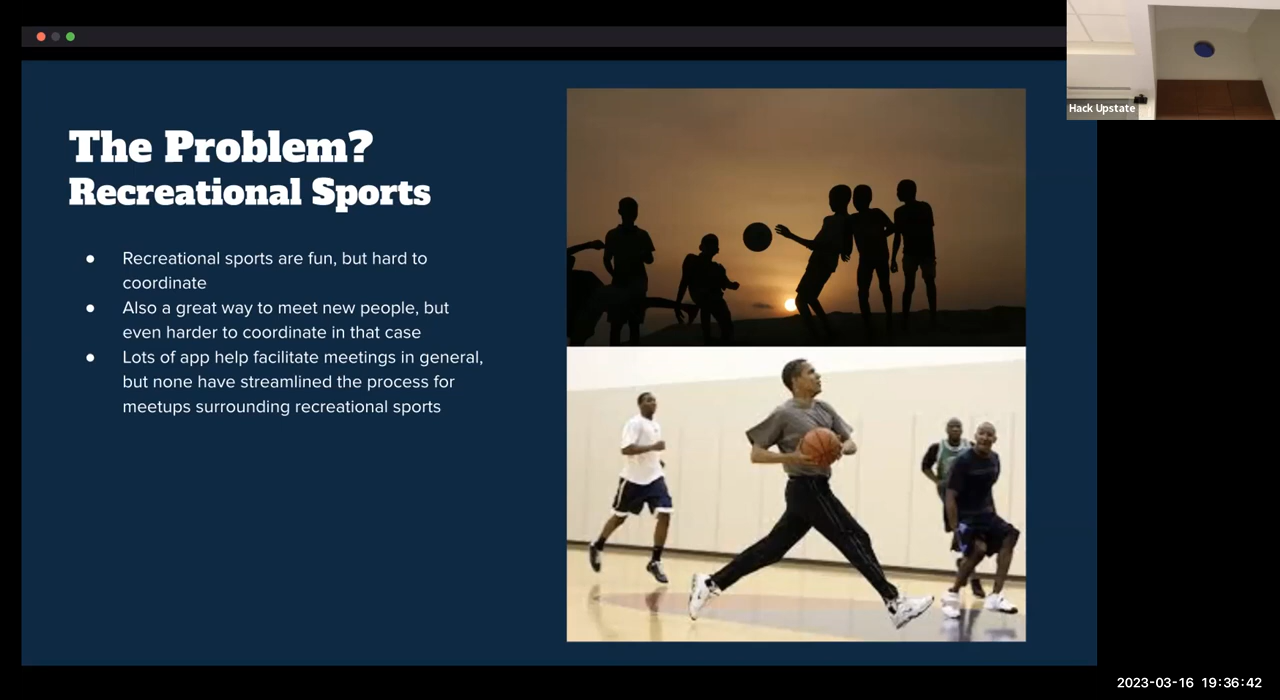 Hack Upstate
The Problem?
Recreational Sports
● Recreational sports are fun, but hard to
coordinate
● Also a great way to meet new people, but
even harder to coordinate in that case
● Lots of app help facilitate meetings in general,
but none have streamlined the process for
meetups surrounding recreational sports
2023-03-16 19:36:42